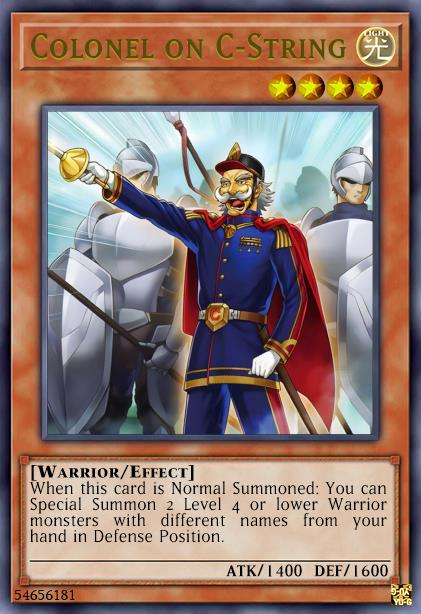 Colonel on C-String
LIGHT
光
C
[Warrior/Effect]
When this card is Normal Summoned: You can
Special Summon 2 Level 4 or lower Warrior
monsters with different names from your
hand in Defense Position.
ATK/1400 DEF/1600
54656181